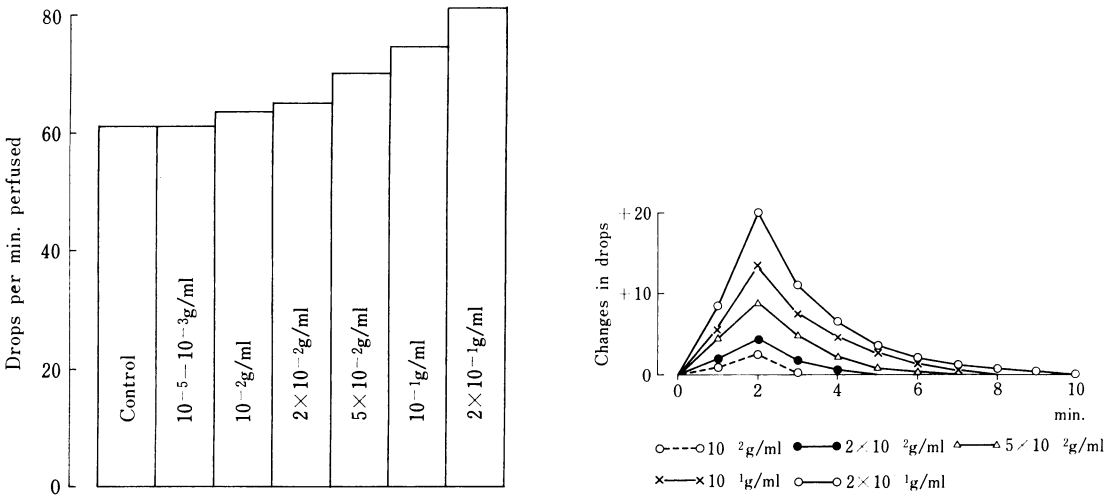 Drops per min. perfused
80
60
40
20
0
Control
10⁻⁵−10⁻³g/ml
10⁻²g/ml
2×10⁻²g/ml
5×10⁻²g/ml
10⁻¹g/ml
2×10⁻¹g/ml
Changes in drops
+20
+10
0
0 2 4 6 8 10
min.
10 ²g/ml 2×10 ²g/ml 5×10 ²g/ml
10 ¹g/ml 2×10 ¹g/ml